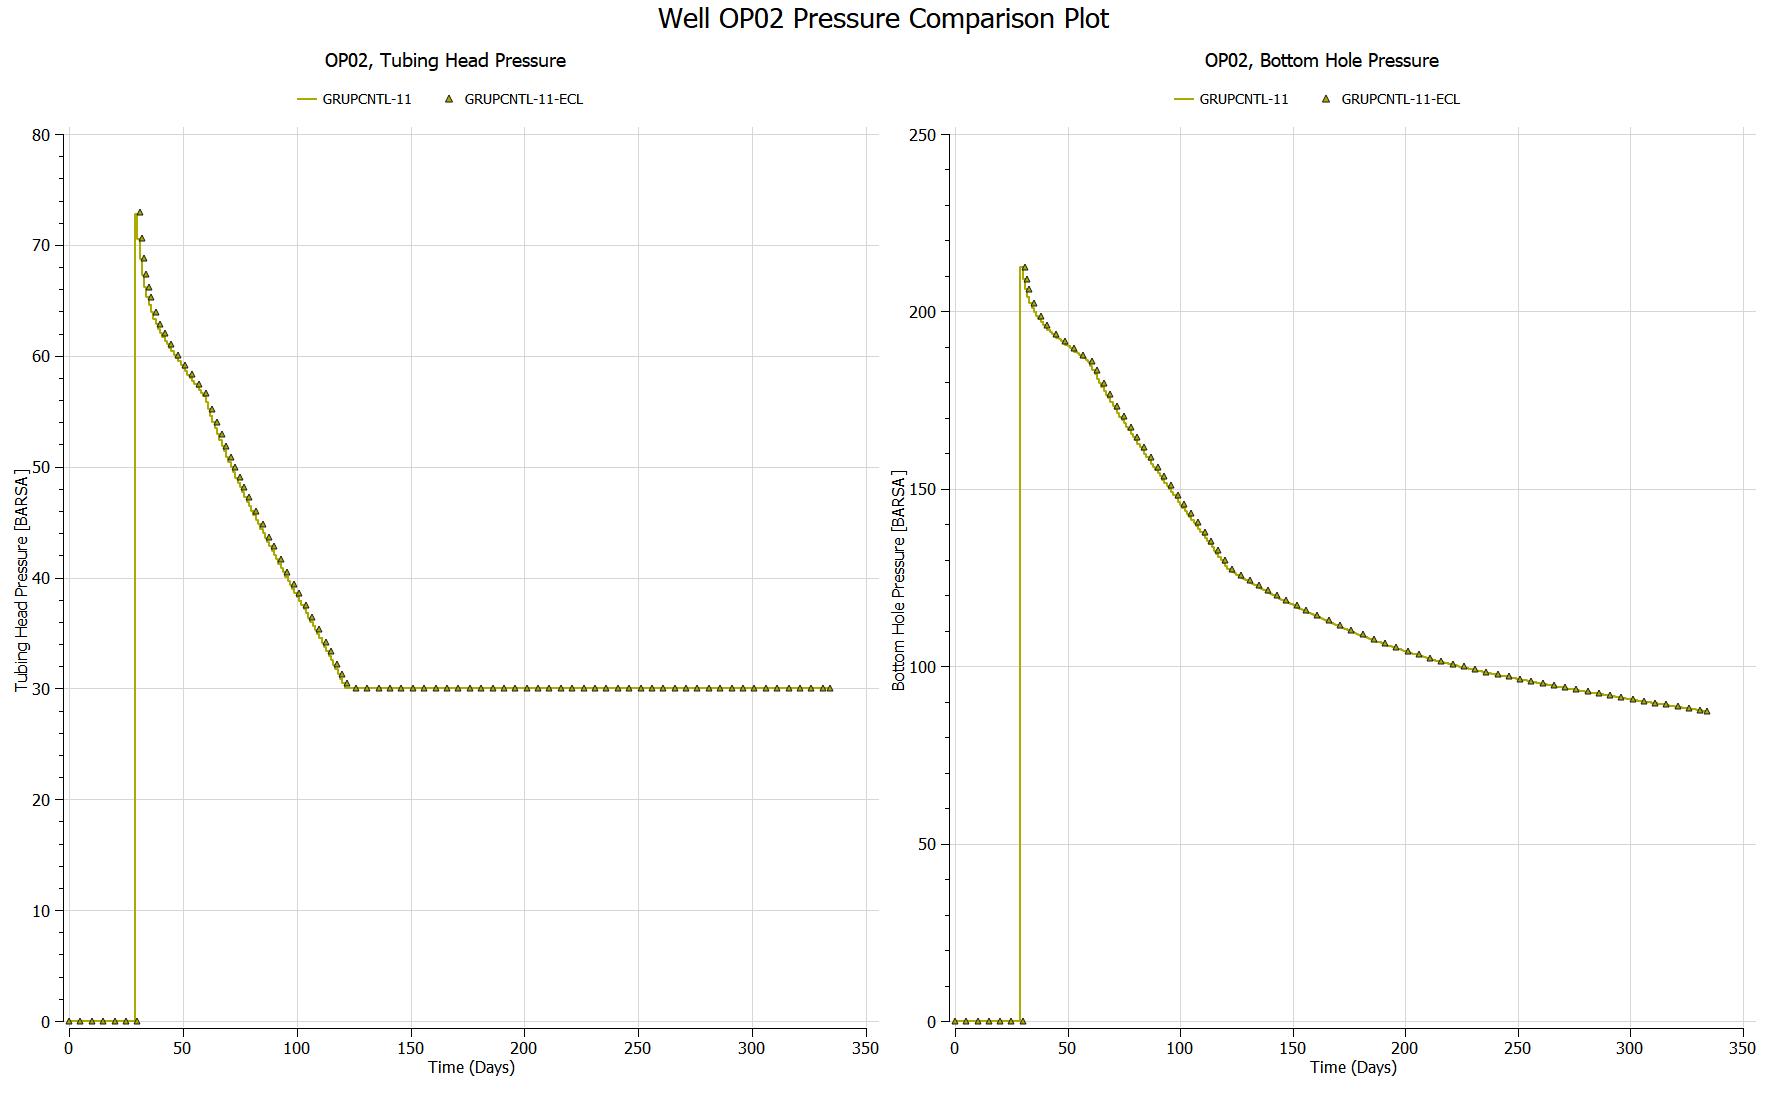 Well OP02 Pressure Comparison Plot
OP02, Tubing Head Pressure
GRUPCNTL-11 GRUPCNTL-11-ECL
80
70
60
50
40
30
20
10
0
Tubing Head Pressure [BARSA]
0 50 100 150 200 250 300 350
Time (Days)
OP02, Bottom Hole Pressure
GRUPCNTL-11 GRUPCNTL-11-ECL
250
200
150
100
50
0
Bottom Hole Pressure [BARSA]
0 50 100 150 200 250 300 350
Time (Days)